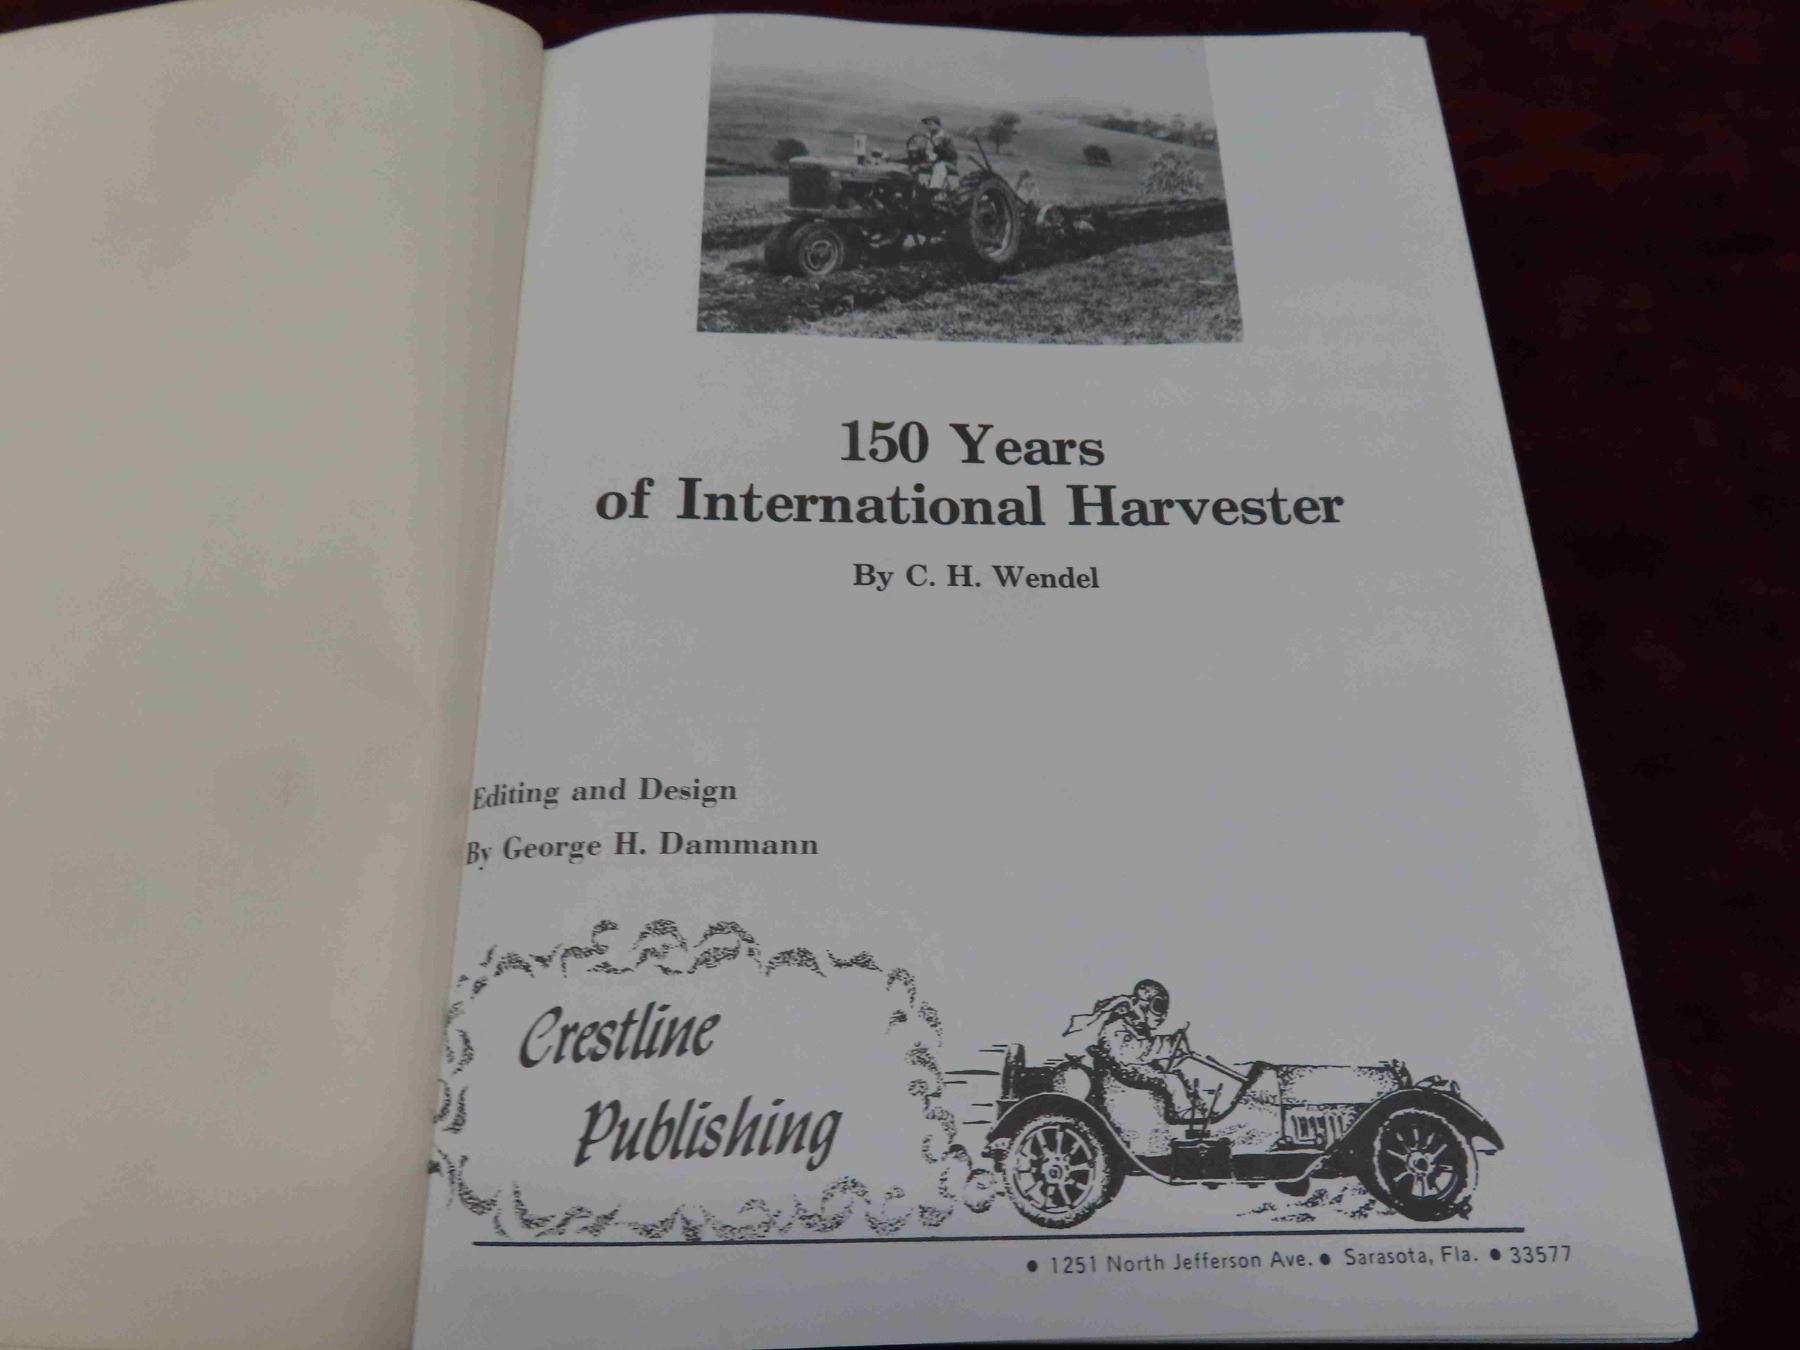 150 Years
of International Harvester
By C. H. Wendel
Editing and Design
By George H. Dammann
Crestline
Publishing
• 1251 North Jefferson Ave. • Sarasota, Fla. • 33577